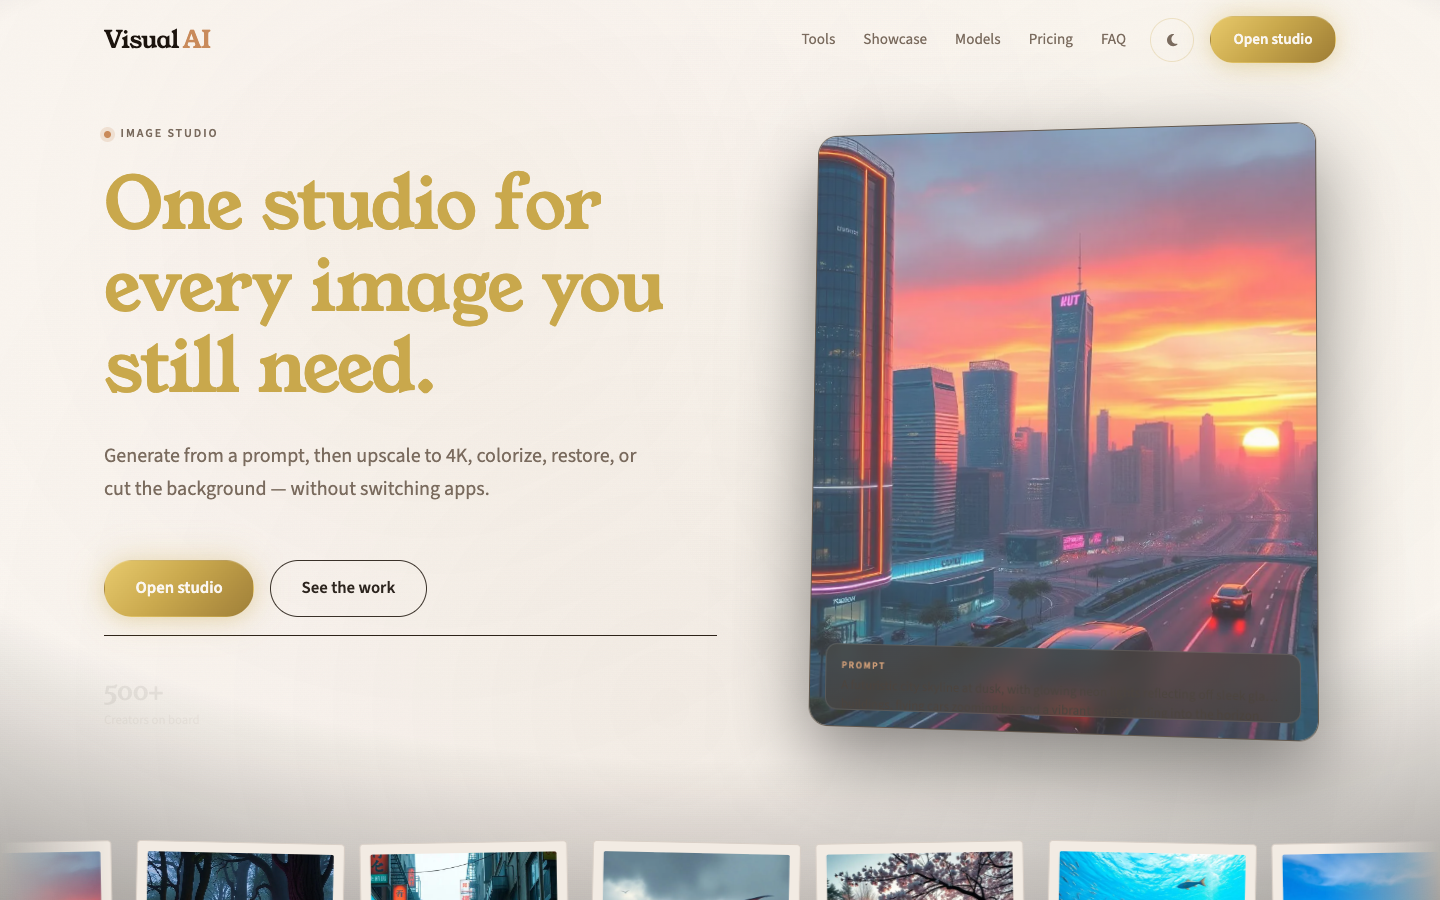 Visual AI
Tools
Showcase
Models
Pricing
FAQ
Open studio
IMAGE STUDIO
One studio for
every image you
still need.
Generate from a prompt, then upscale to 4K, colorize, restore, or
cut the background — without switching apps.
Open studio
See the work
500+
Creators on board
KUT
PROMPT